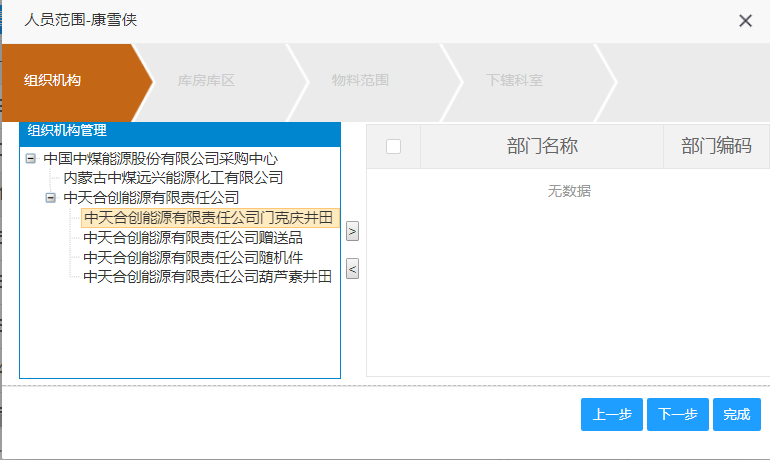 人员范围-康雪侠
组织机构
库房库区
物料范围
下辖科室
组织机构管理
中国中煤能源股份有限公司采购中心
内蒙古中煤远兴能源化工有限公司
中天合创能源有限责任公司
中天合创能源有限责任公司门克庆井田
中天合创能源有限责任公司赠送品
中天合创能源有限责任公司随机件
中天合创能源有限责任公司葫芦素井田
>
<
部门名称 部门编码
无数据
上一步 下一步 完成